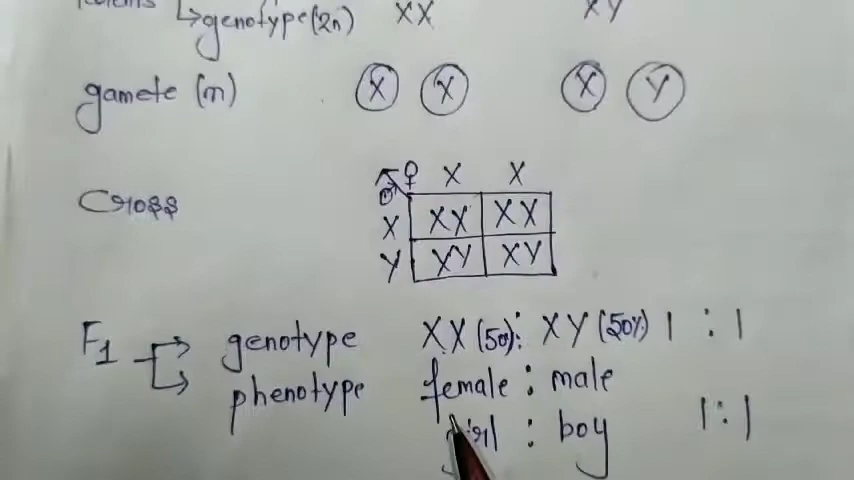 genotype (2n) XX XY
gamete (n) X X X Y
Cross
♂ ♀ X X
X XX XX
Y XY XY
F1 genotype XX (50): XY (50%) 1 : 1
phenotype female : male
girl : boy 1 : 1